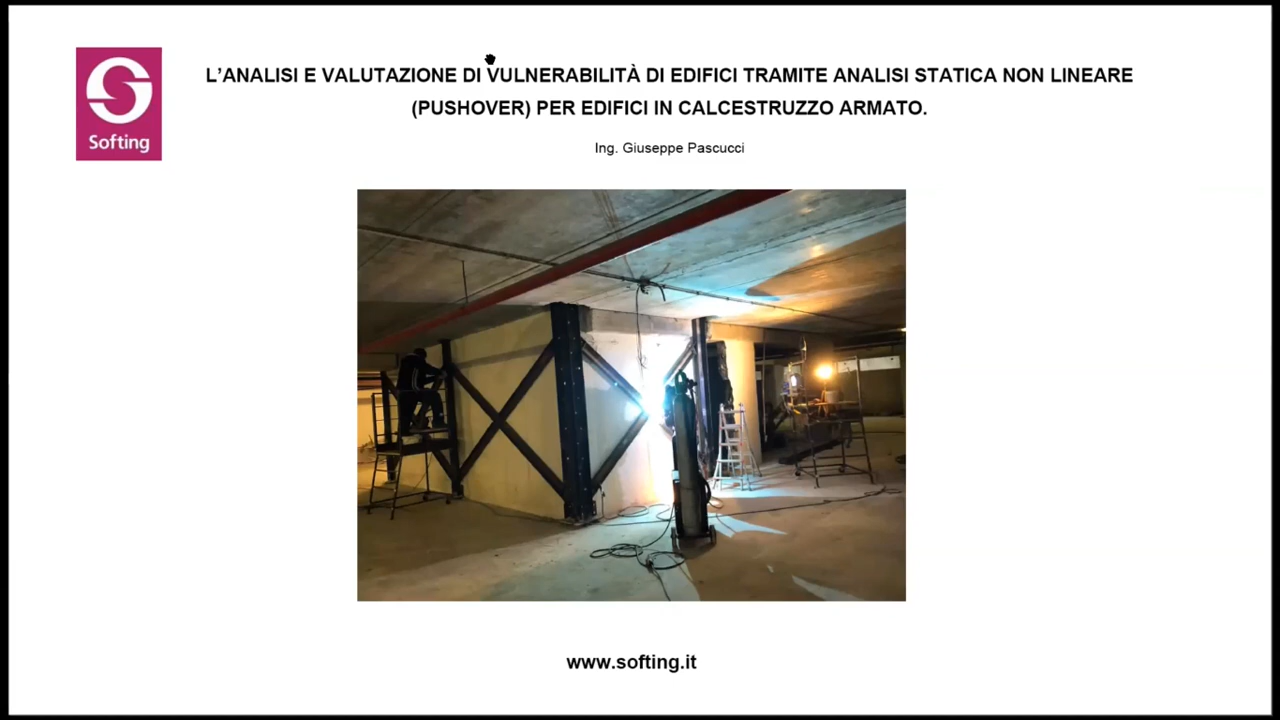 Softing
L’ANALISI E VALUTAZIONE DI VULNERABILITÀ DI EDIFICI TRAMITE ANALISI STATICA NON LINEARE
(PUSHOVER) PER EDIFICI IN CALCESTRUZZO ARMATO.
Ing. Giuseppe Pascucci
www.softing.it